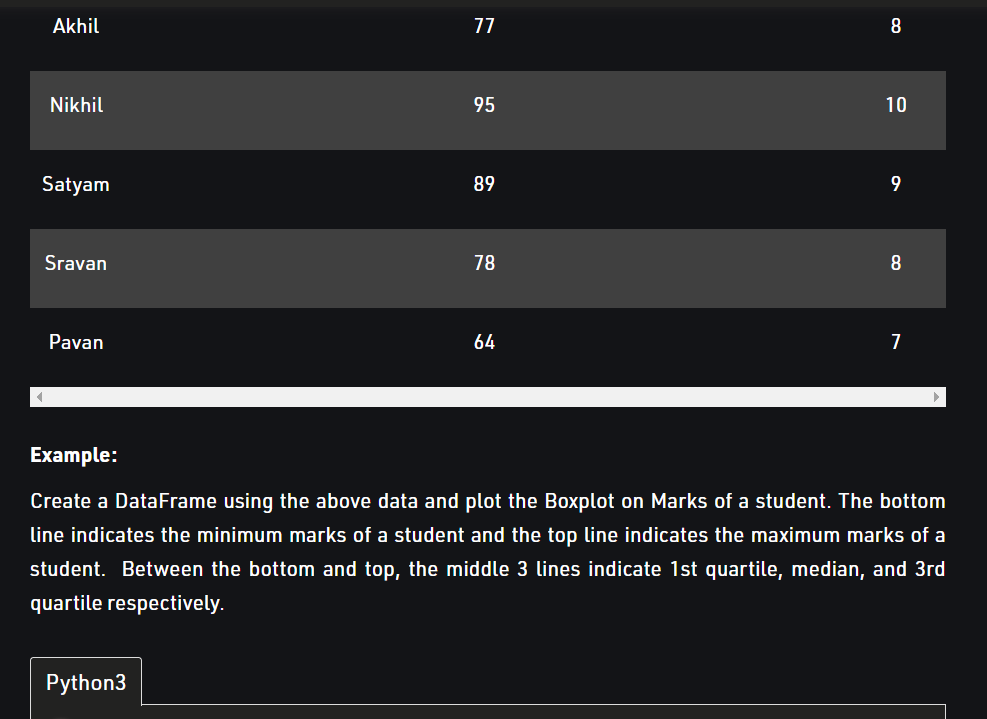 Akhil 77 8
Nikhil 95 10
Satyam 89 9
Sravan 78 8
Pavan 64 7
Example:
Create a DataFrame using the above data and plot the Boxplot on Marks of a student. The bottom
line indicates the minimum marks of a student and the top line indicates the maximum marks of a
student.  Between the bottom and top, the middle 3 lines indicate 1st quartile, median, and 3rd
quartile respectively.
Python3